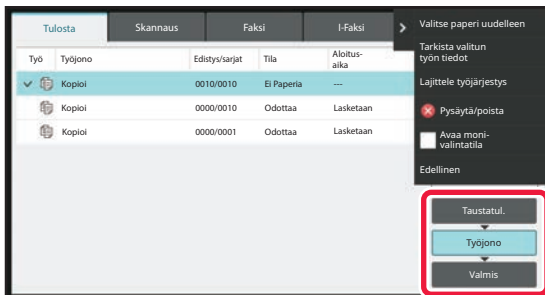 Tulosta
Skannaus
Faksi
I-Faksi
Työ
Työjono
Edistys/sarjat
Tila
Aloitus-
aika
Kopioi
0010/0010
Ei Paperia
---
Kopioi
0000/0010
Odottaa
Lasketaan
Kopioi
0000/0001
Odottaa
Lasketaan
Valitse paperi uudelleen
Tarkista valitun
työn tiedot
Lajittele työjärjestys
Pysäytä/poista
Avaa moni-
valintatila
Edellinen
Taustatul.
Työjono
Valmis